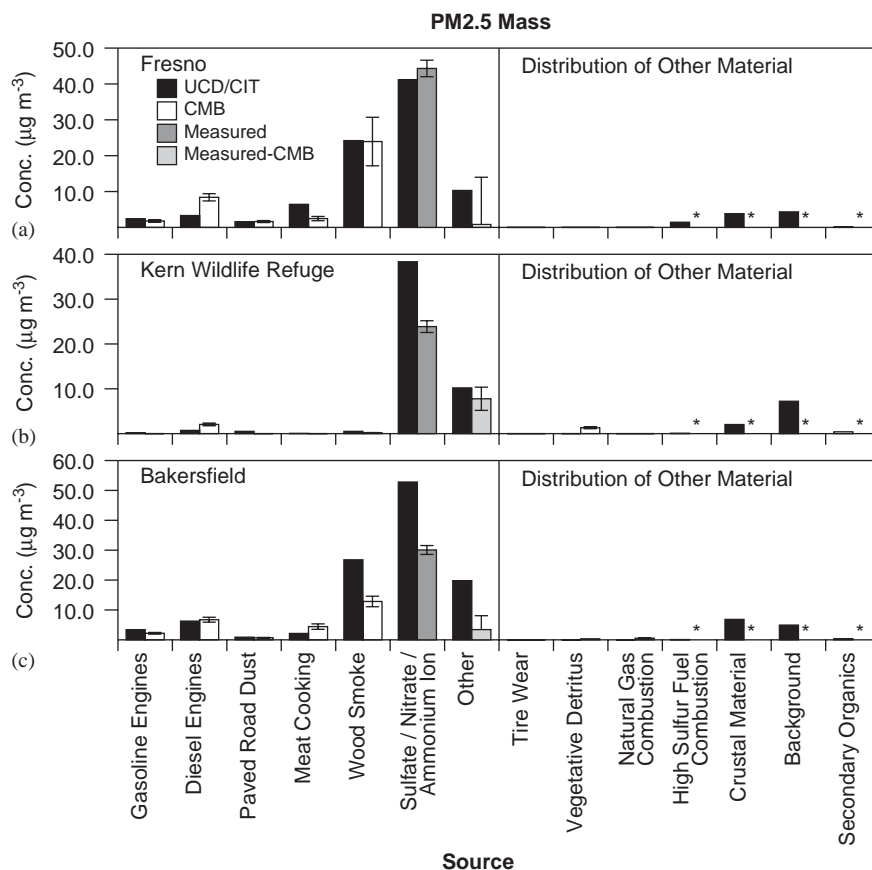 PM2.5 Mass
Fresno
UCD/CIT
CMB
Measured
Measured-CMB
Distribution of Other Material
Conc. (μg m⁻³)
50.0
40.0
30.0
20.0
10.0
* * * *
(a)
Kern Wildlife Refuge
Distribution of Other Material
40.0
30.0
20.0
10.0
* * * *
(b)
Bakersfield
Distribution of Other Material
Conc. (μg m⁻³)
60.0
50.0
40.0
30.0
20.0
10.0
* * * *
(c)
Gasoline Engines
Diesel Engines
Paved Road Dust
Meat Cooking
Wood Smoke
Sulfate / Nitrate /
Ammonium Ion
Other
Tire Wear
Vegetative Detritus
Natural Gas
Combustion
High Sulfur Fuel
Combustion
Crustal Material
Background
Secondary Organics
Source